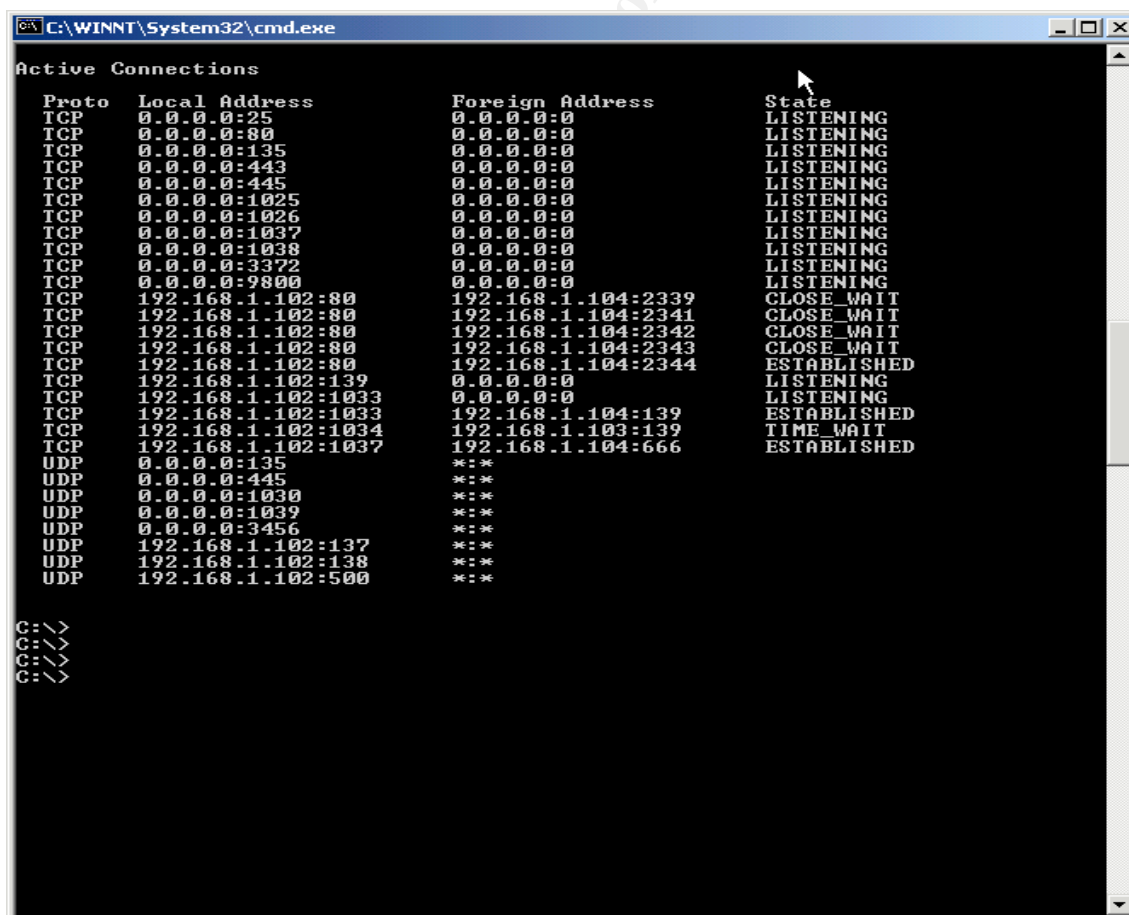 C:\WINNT\System32\cmd.exe
Active Connections
Proto Local Address Foreign Address State
TCP 0.0.0.0:25 0.0.0.0:0 LISTENING
TCP 0.0.0.0:80 0.0.0.0:0 LISTENING
TCP 0.0.0.0:135 0.0.0.0:0 LISTENING
TCP 0.0.0.0:443 0.0.0.0:0 LISTENING
TCP 0.0.0.0:445 0.0.0.0:0 LISTENING
TCP 0.0.0.0:1025 0.0.0.0:0 LISTENING
TCP 0.0.0.0:1026 0.0.0.0:0 LISTENING
TCP 0.0.0.0:1037 0.0.0.0:0 LISTENING
TCP 0.0.0.0:1038 0.0.0.0:0 LISTENING
TCP 0.0.0.0:3372 0.0.0.0:0 LISTENING
TCP 0.0.0.0:9800 0.0.0.0:0 LISTENING
TCP 192.168.1.102:80 192.168.1.104:2339 CLOSE_WAIT
TCP 192.168.1.102:80 192.168.1.104:2341 CLOSE_WAIT
TCP 192.168.1.102:80 192.168.1.104:2342 CLOSE_WAIT
TCP 192.168.1.102:80 192.168.1.104:2343 CLOSE_WAIT
TCP 192.168.1.102:80 192.168.1.104:2344 ESTABLISHED
TCP 192.168.1.102:139 0.0.0.0:0 LISTENING
TCP 192.168.1.102:1033 0.0.0.0:0 LISTENING
TCP 192.168.1.102:1033 192.168.1.104:139 ESTABLISHED
TCP 192.168.1.102:1034 192.168.1.103:139 TIME_WAIT
TCP 192.168.1.102:1037 192.168.1.104:666 ESTABLISHED
UDP 0.0.0.0:135 *:*
UDP 0.0.0.0:445 *:*
UDP 0.0.0.0:1030 *:*
UDP 0.0.0.0:1039 *:*
UDP 0.0.0.0:3456 *:*
UDP 192.168.1.102:137 *:*
UDP 192.168.1.102:138 *:*
UDP 192.168.1.102:500 *:*
C:\>
C:\>
C:\>
C:\>